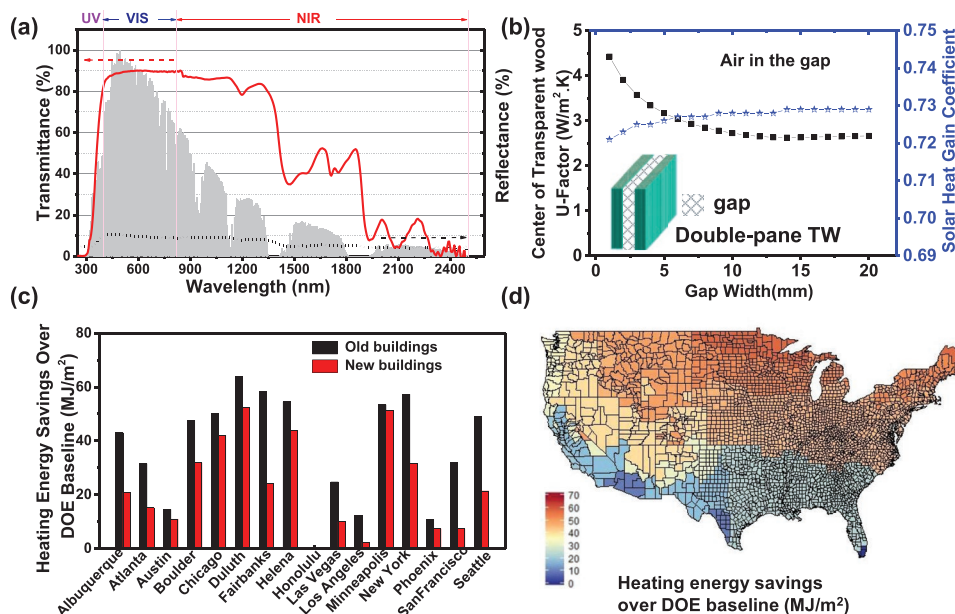 (a)
UV
VIS
NIR
Transmittance (%)
100
80
60
40
20
0
300
600
900
1200
1500
1800
2100
2400
Wavelength (nm)
Reflectance (%)
(b)
Center of Transparent wood
U-Factor (W/m².K)
5
4
3
2
1
0
Air in the gap
gap
Double-pane TW
0
5
10
15
20
Gap Width(mm)
0.75
0.74
0.73
0.72
0.71
0.70
0.69
Solar Heat Gain Coefficient
(c)
Heating Energy Savings Over
DOE Baseline (MJ/m²)
80
60
40
20
0
Old buildings
New buildings
Albuquerque
Atlanta
Austin
Boulder
Chicago
Duluth
Fairbanks
Helena
Honolulu
Las Vegas
Los Angeles
Minneapolis
New York
Phoenix
SanFrancisco
Seattle
(d)
70
60
50
40
30
20
10
0
Heating energy savings
over DOE baseline (MJ/m²)